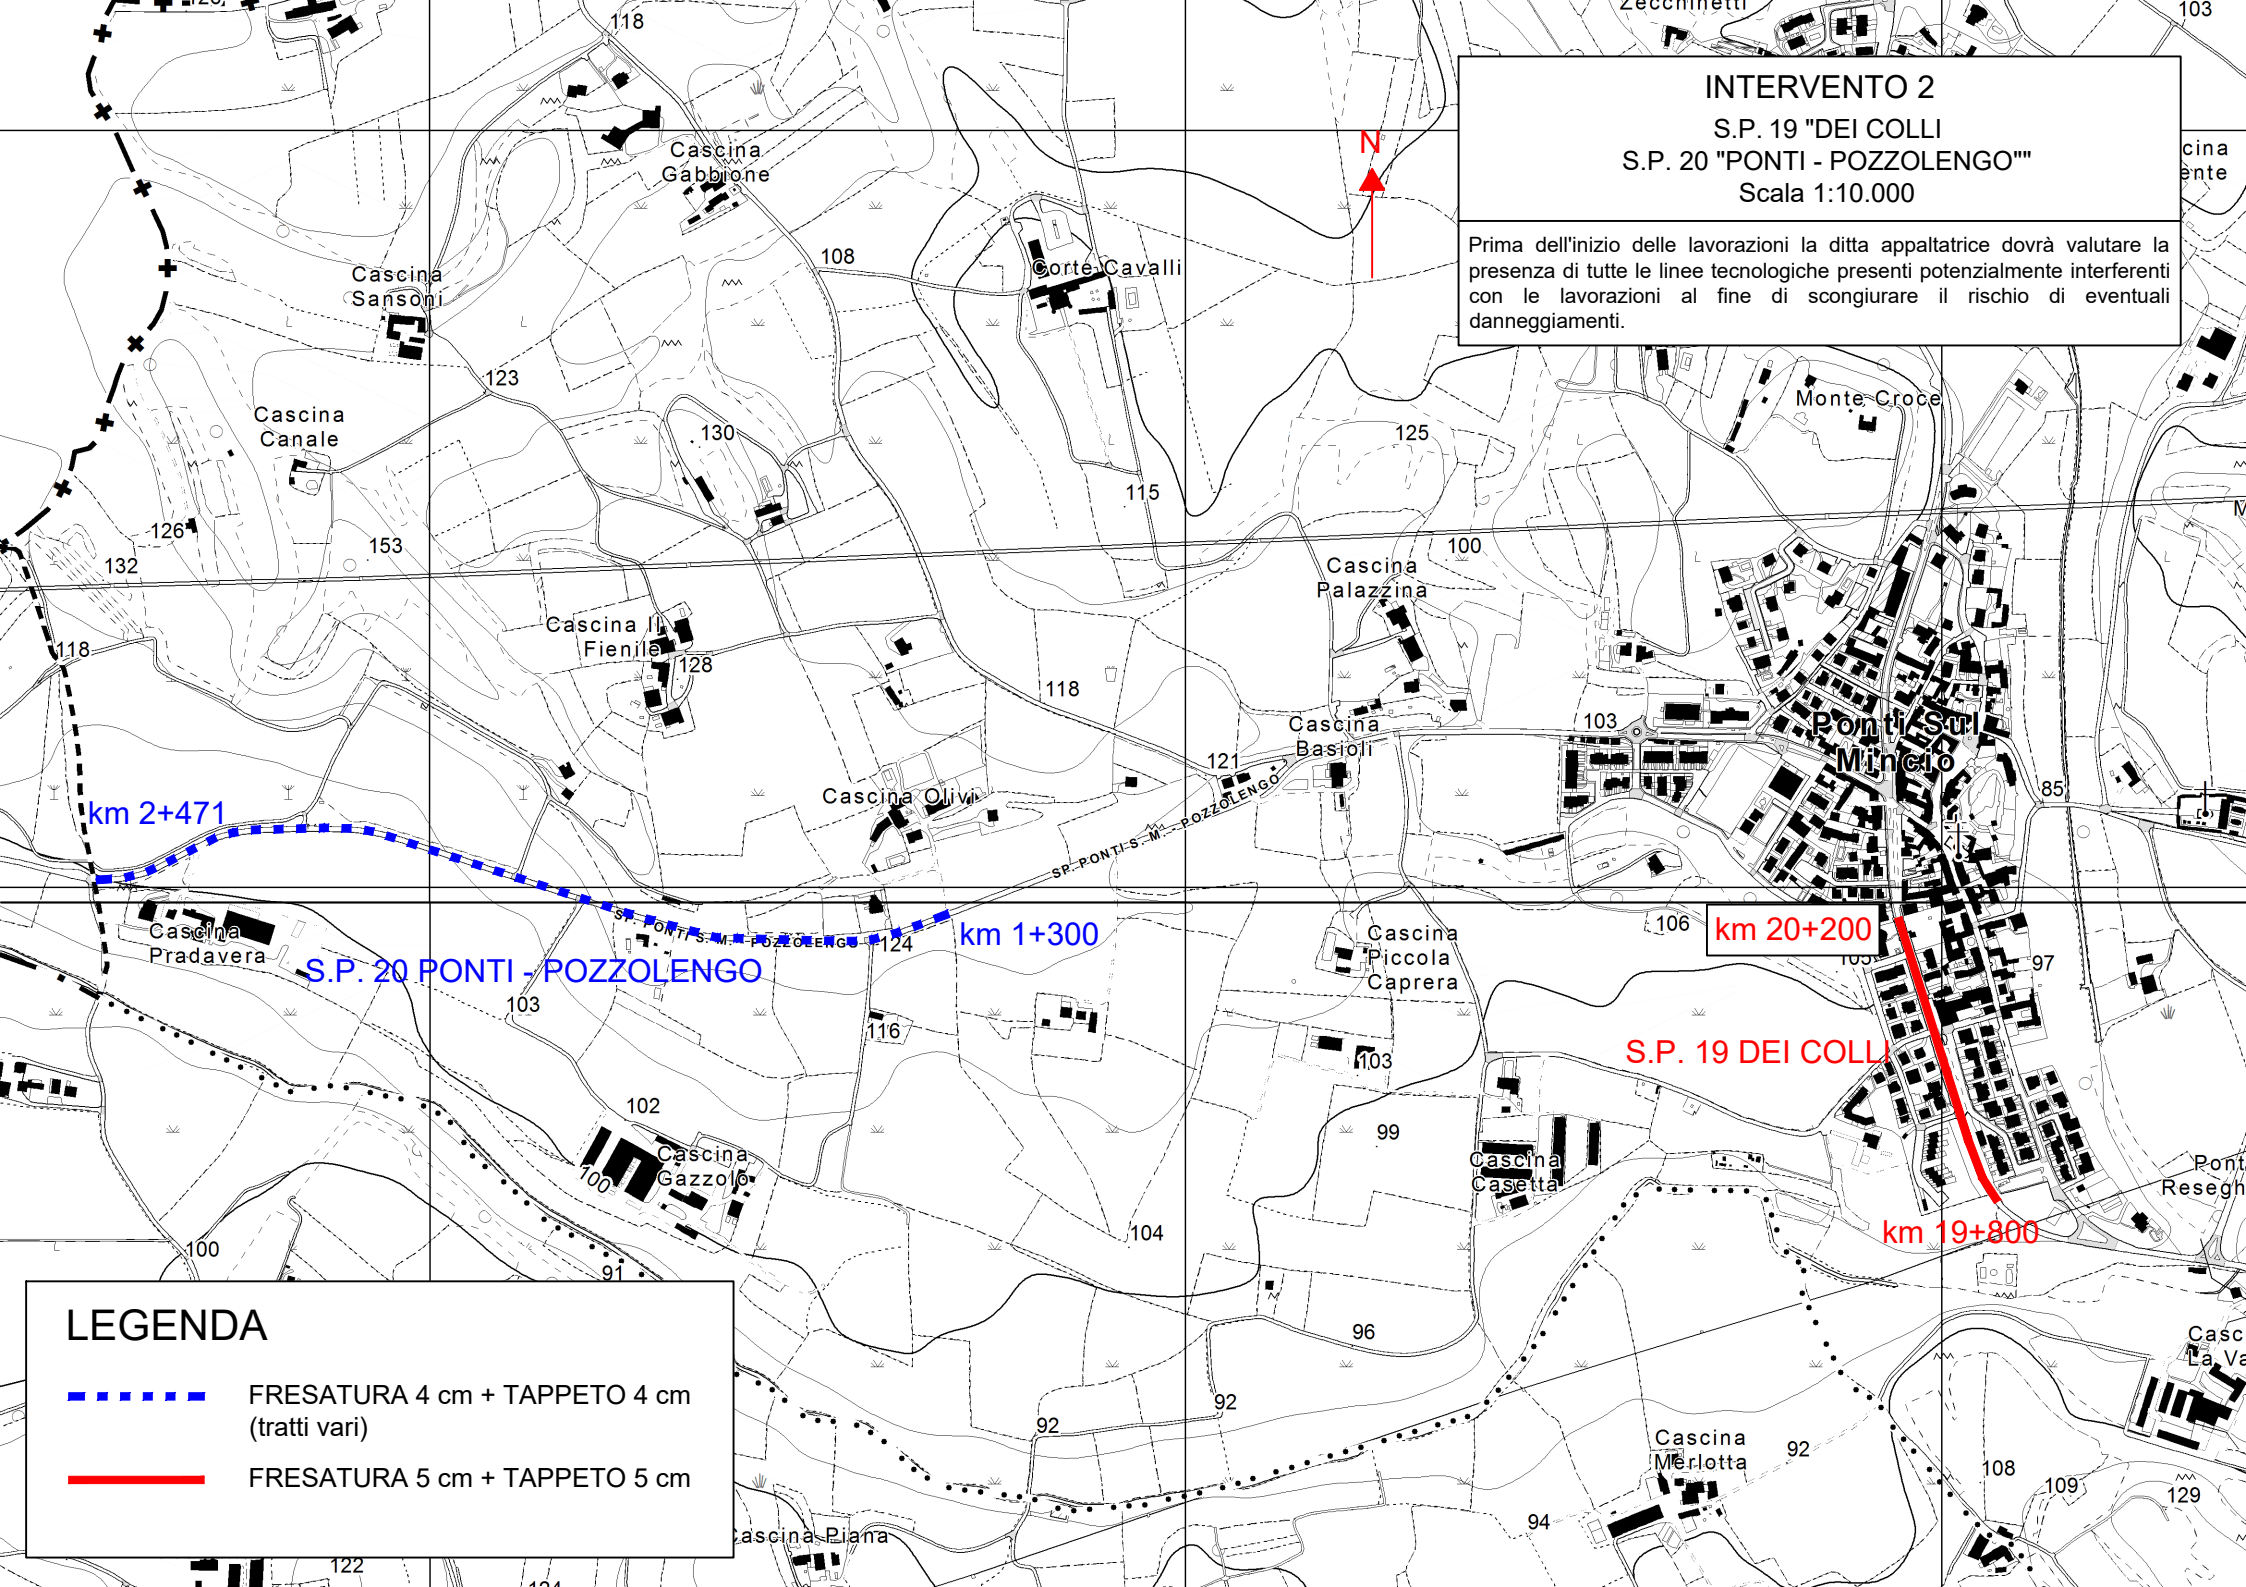 118
103
INTERVENTO 2
S.P. 19 "DEI COLLI
S.P. 20 "PONTI - POZZOLENGO""
Scala 1:10.000
Prima dell'inizio delle lavorazioni la ditta appaltatrice dovrà valutare la
presenza di tutte le linee tecnologiche presenti potenzialmente interferenti
con le lavorazioni al fine di scongiurare il rischio di eventuali
danneggiamenti.
N
Cascina
Gabbione
Cascina
Sansoni
108
Corte Cavalli
123
Cascina
Canale
130
125
Monte Croce
115
126
153
132
100
Cascina
Palazzina
Cascina Il
Fienile
128
118
118
103
Cascina
Basioli
Ponti Sul
Mincio
121
85
km 2+471
Cascina Olivi
SP. PONTI S. M. - POZZOLENGO
SP. PONTI S. M. - POZZOLENGO
124
km 1+300
Cascina
Pradavera
S.P. 20 PONTI - POZZOLENGO
103
116
Cascina
Piccola
Caprera
106
km 20+200
105
97
103
S.P. 19 DEI COLLI
102
Cascina
Gazzolo
100
99
Cascina
Casetta
104
100
91
km 19+800
96
92
92
Cascina
Merlotta
92
108
109
129
94
Cascina Piana
122
LEGENDA
FRESATURA 4 cm + TAPPETO 4 cm
(tratti vari)
FRESATURA 5 cm + TAPPETO 5 cm